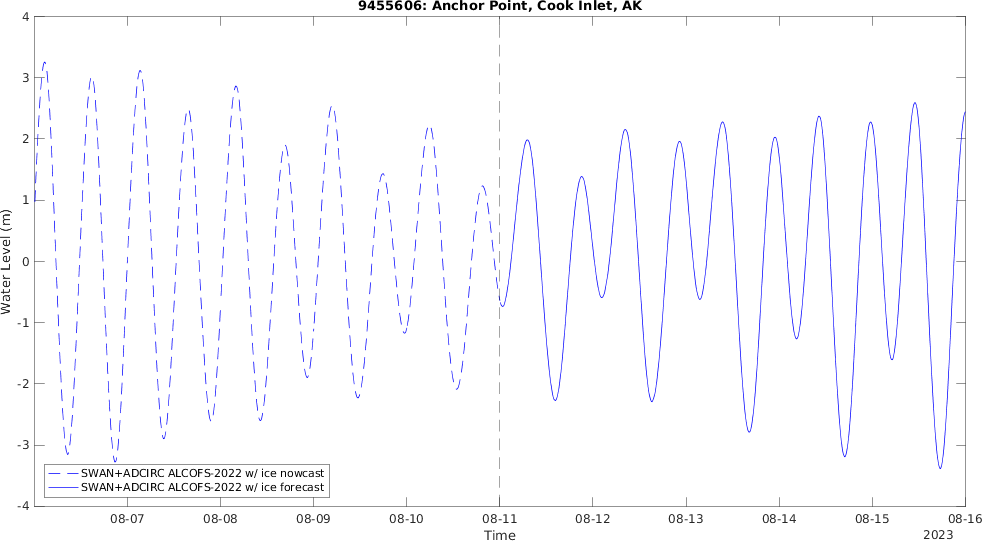 9455606: Anchor Point, Cook Inlet, AK
4
3
2
1
0
-1
-2
-3
-4
Water Level (m)
SWAN+ADCIRC ALCOFS-2022 w/ ice nowcast
SWAN+ADCIRC ALCOFS-2022 w/ ice forecast
08-07 08-08 08-09 08-10 08-11 08-12 08-13 08-14 08-15 08-16
Time
2023